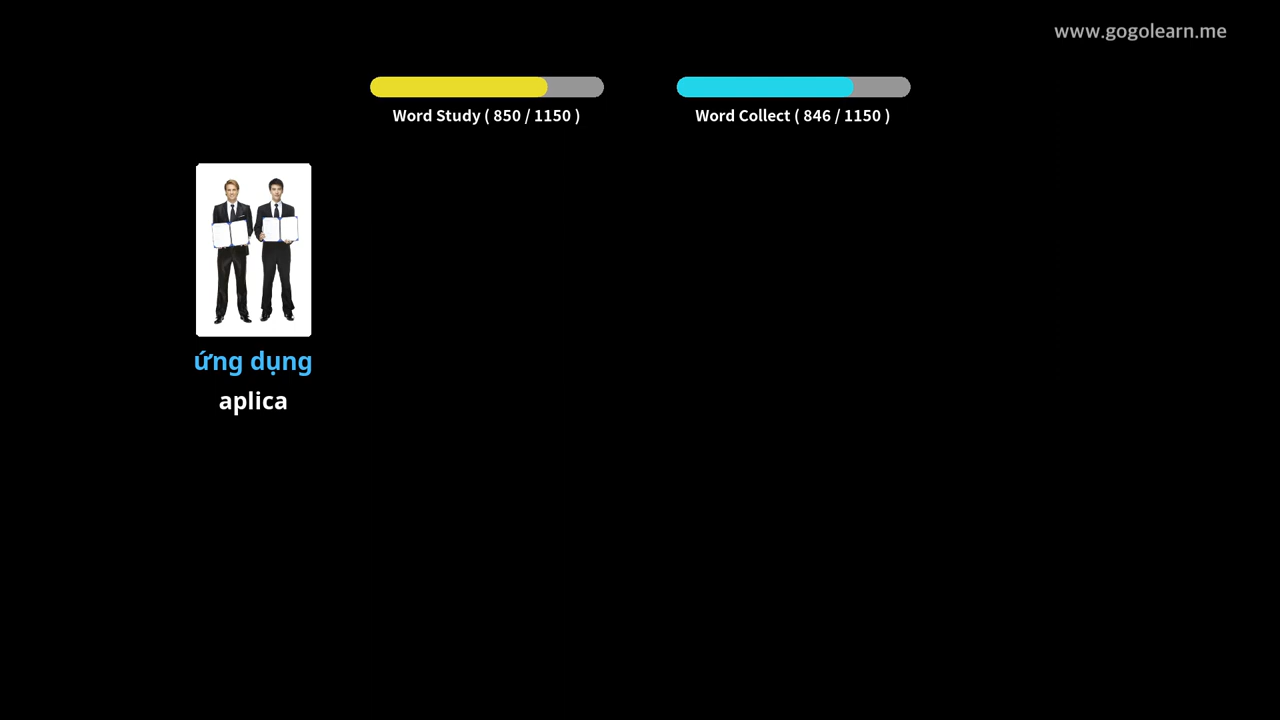 www.gogolearn.me
Word Study ( 850 / 1150 )
Word Collect ( 846 / 1150 )
ứng dụng
aplica